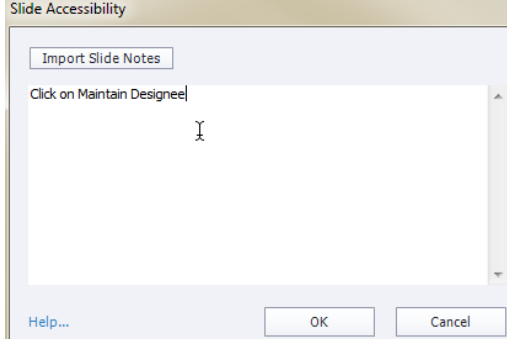 Slide Accessibility
Import Slide Notes
Click on Maintain Designee
Help...
OK
Cancel